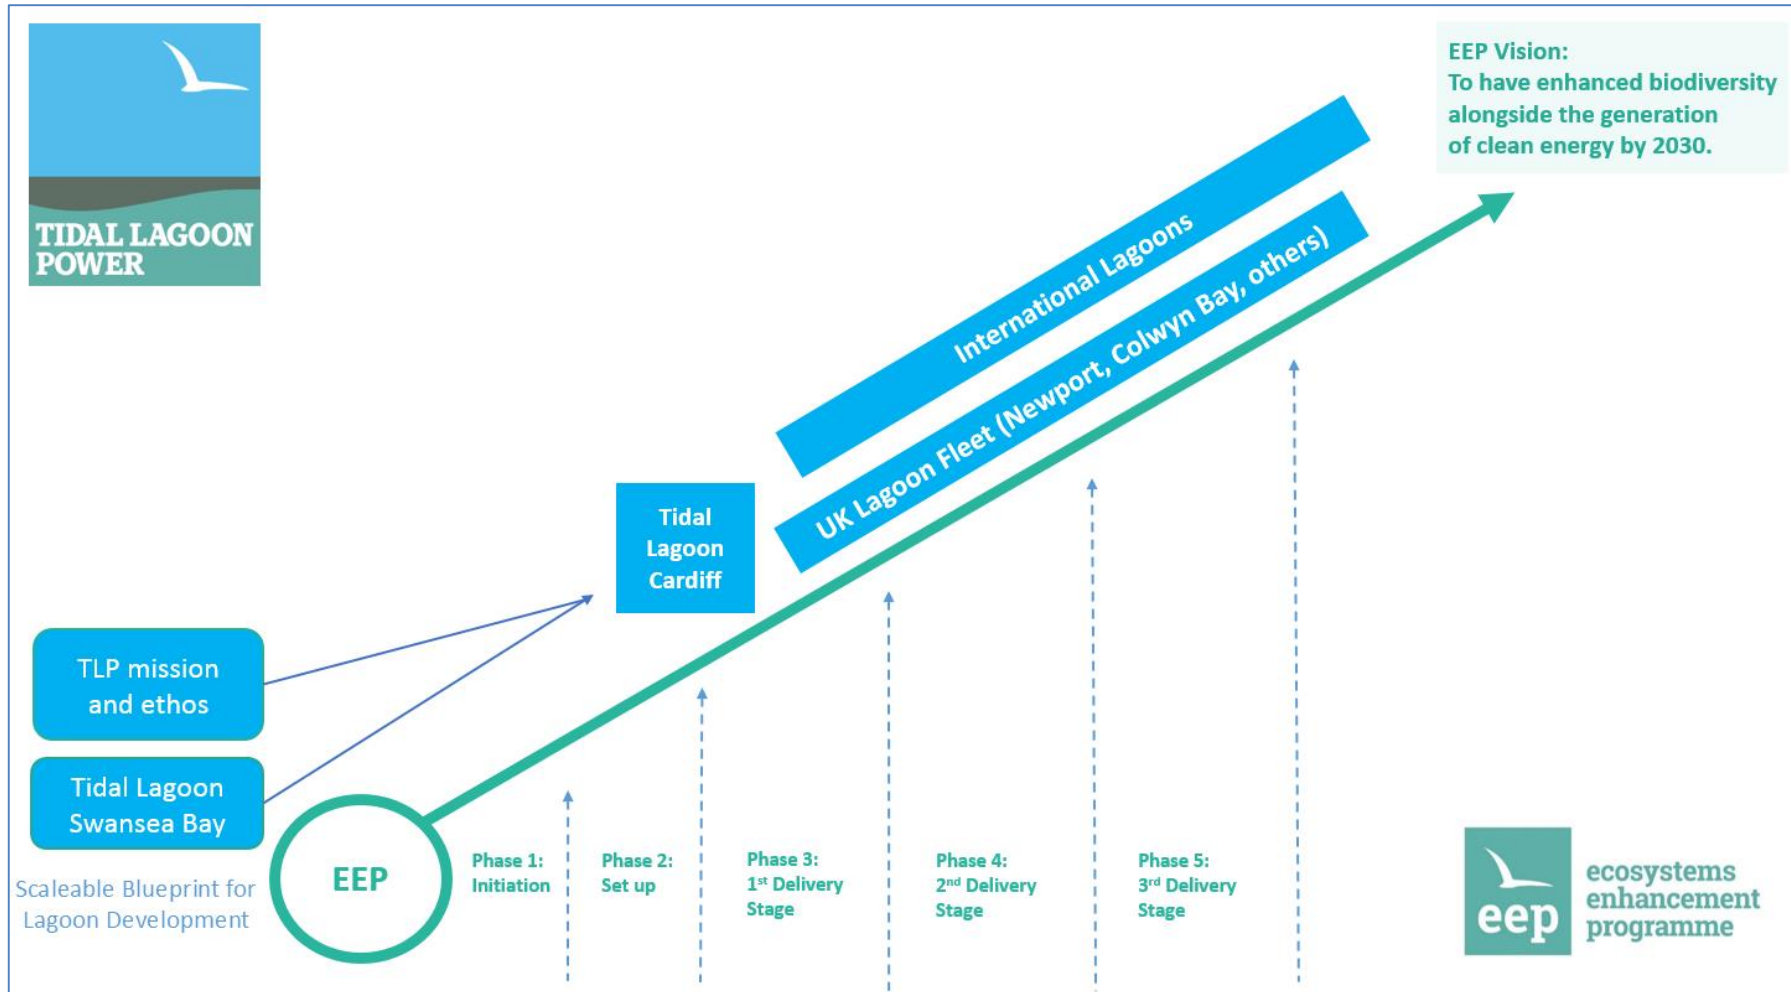 TIDAL LAGOON
POWER
EEP Vision:
To have enhanced biodiversity
alongside the generation
of clean energy by 2030.
International Lagoons
UK Lagoon Fleet (Newport, Colwyn Bay, others)
Tidal
Lagoon
Cardiff
TLP mission
and ethos
Tidal Lagoon
Swansea Bay
Scaleable Blueprint for
Lagoon Development
EEP
Phase 1:
Initiation
Phase 2:
Set up
Phase 3:
1st Delivery
Stage
Phase 4:
2nd Delivery
Stage
Phase 5:
3rd Delivery
Stage
eep
ecosystems
enhancement
programme